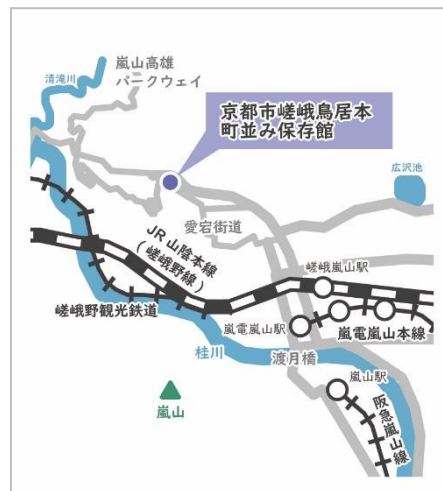 嵐山高雄
パークウェイ
清滝川
京都市嵯峨鳥居本
町並み保存館
広沢池
愛宕街道
JR山陰本線
(嵯峨野線)
嵯峨嵐山駅
嵯峨野観光鉄道
嵐電嵐山駅
嵐電嵐山本線
桂川
渡月橋
嵐山駅
嵐山
阪急嵐山線